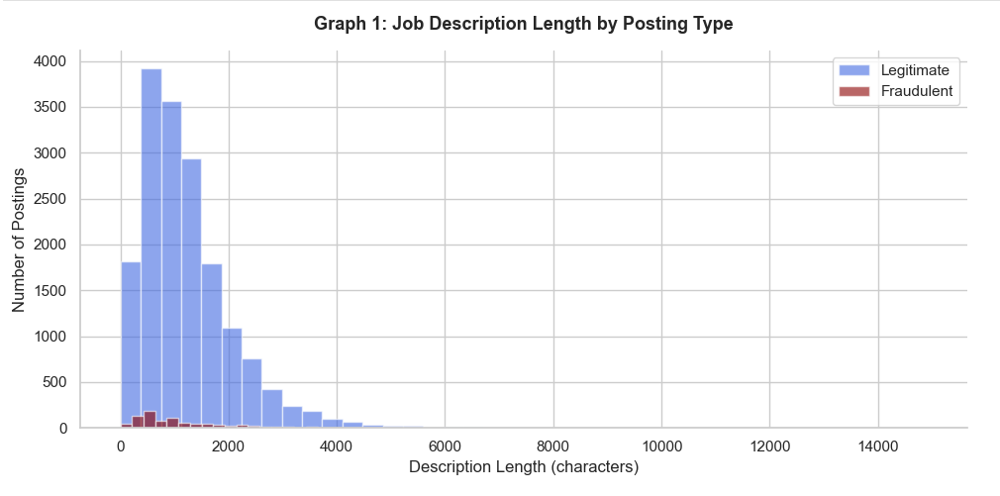 Graph 1: Job Description Length by Posting Type
Legitimate
Fraudulent
Number of Postings
4000
3500
3000
2500
2000
1500
1000
500
0
0 2000 4000 6000 8000 10000 12000 14000
Description Length (characters)